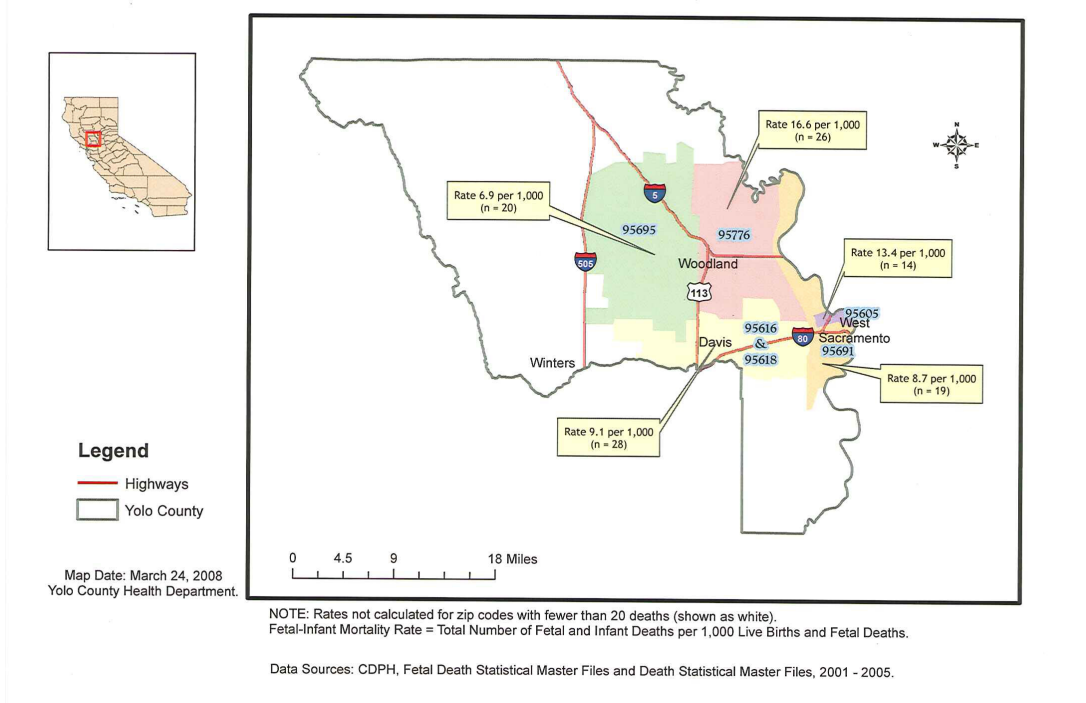 Rate 16.6 per 1,000
(n = 26)
N
W
E
S
Rate 6.9 per 1,000
(n = 20)
5
95695
95776
Rate 13.4 per 1,000
(n = 14)
505
Woodland
113
95605
West
Sacramento
95616
&
95618
80
95691
Davis
Winters
Rate 8.7 per 1,000
(n = 19)
Rate 9.1 per 1,000
(n = 28)
Legend
Highways
Yolo County
0 4.5 9 18 Miles
Map Date: March 24, 2008
Yolo County Health Department.
NOTE: Rates not calculated for zip codes with fewer than 20 deaths (shown as white).
Fetal-Infant Mortality Rate = Total Number of Fetal and Infant Deaths per 1,000 Live Births and Fetal Deaths.
Data Sources: CDPH, Fetal Death Statistical Master Files and Death Statistical Master Files, 2001 - 2005.